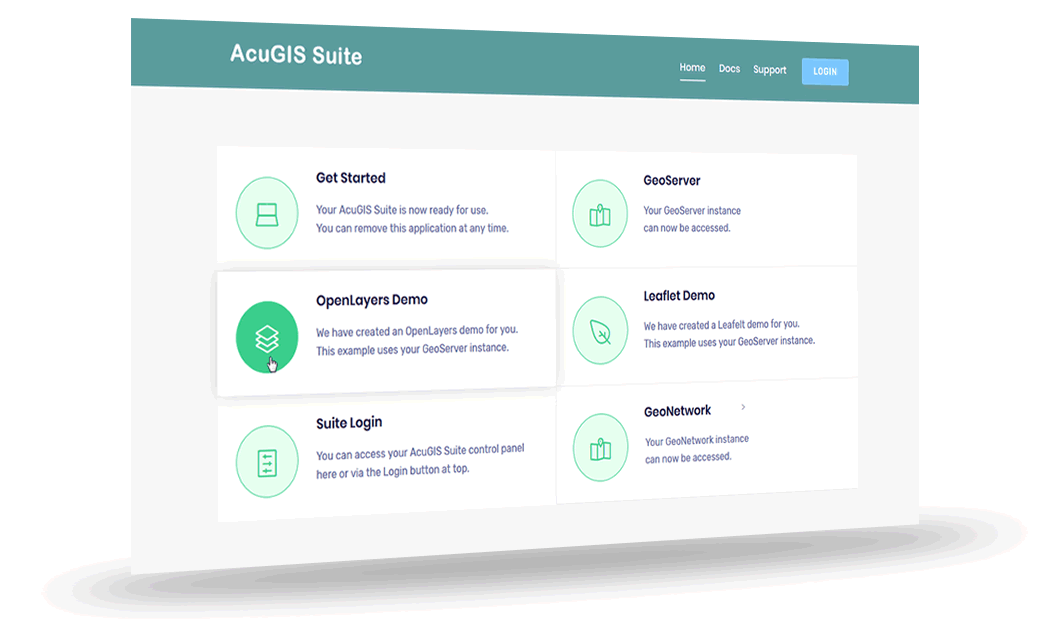 AcuGIS Suite
Home Docs Support LOGIN
Get Started
Your AcuGIS Suite is now ready for use.
You can remove this application at any time.
GeoServer
Your GeoServer instance
can now be accessed.
OpenLayers Demo
We have created an OpenLayers demo for you.
This example uses your GeoServer instance.
Leaflet Demo
We have created a Leafelt demo for you.
This example uses your GeoServer instance.
Suite Login
You can access your AcuGIS Suite control panel
here or via the Login button at top.
GeoNetwork
Your GeoNetwork instance
can now be accessed.